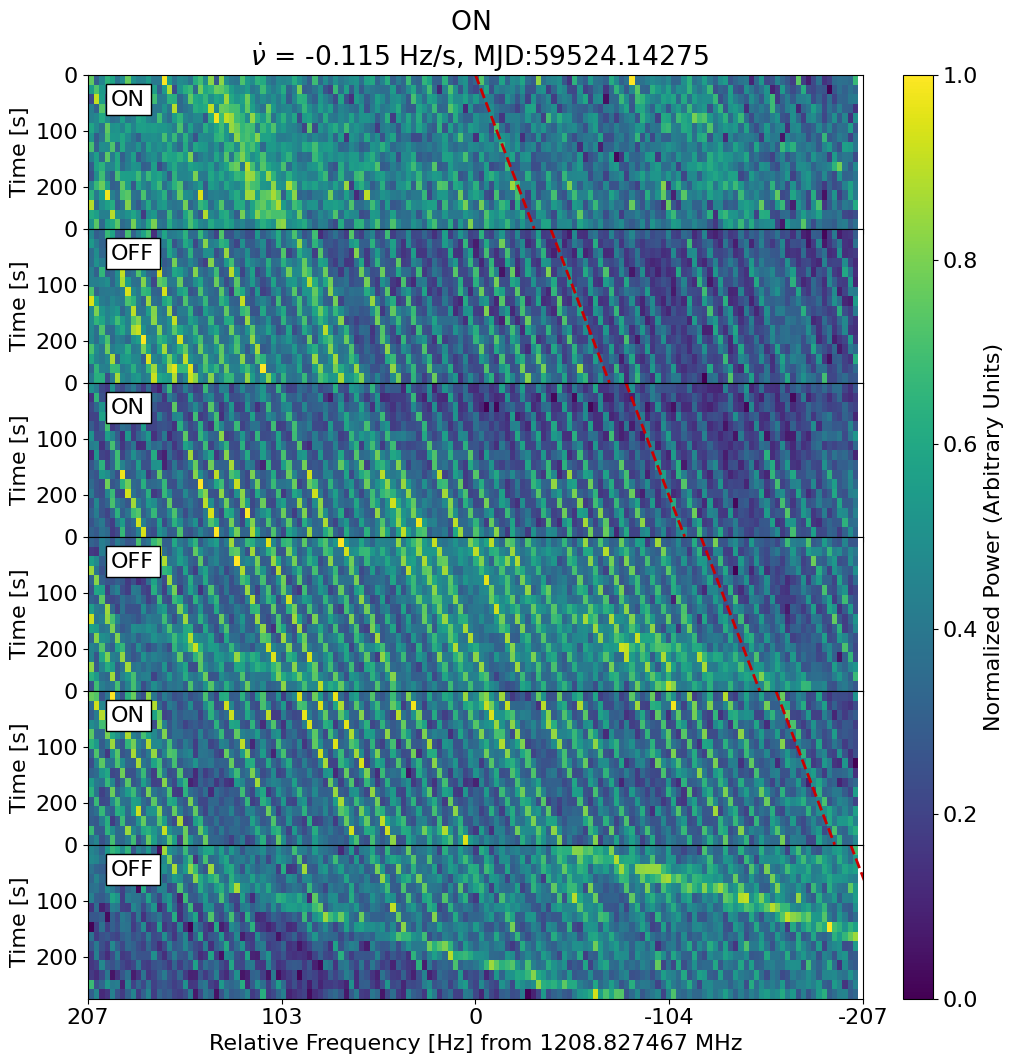 ON
ν̇ = -0.115 Hz/s, MJD:59524.14275
ON
OFF
ON
OFF
ON
OFF
0
100
200
0
100
200
0
100
200
0
100
200
0
100
200
0
100
200
Time [s]
Time [s]
Time [s]
Time [s]
Time [s]
Time [s]
207
103
0
-104
-207
Relative Frequency [Hz] from 1208.827467 MHz
1.0
0.8
0.6
0.4
0.2
0.0
Normalized Power (Arbitrary Units)